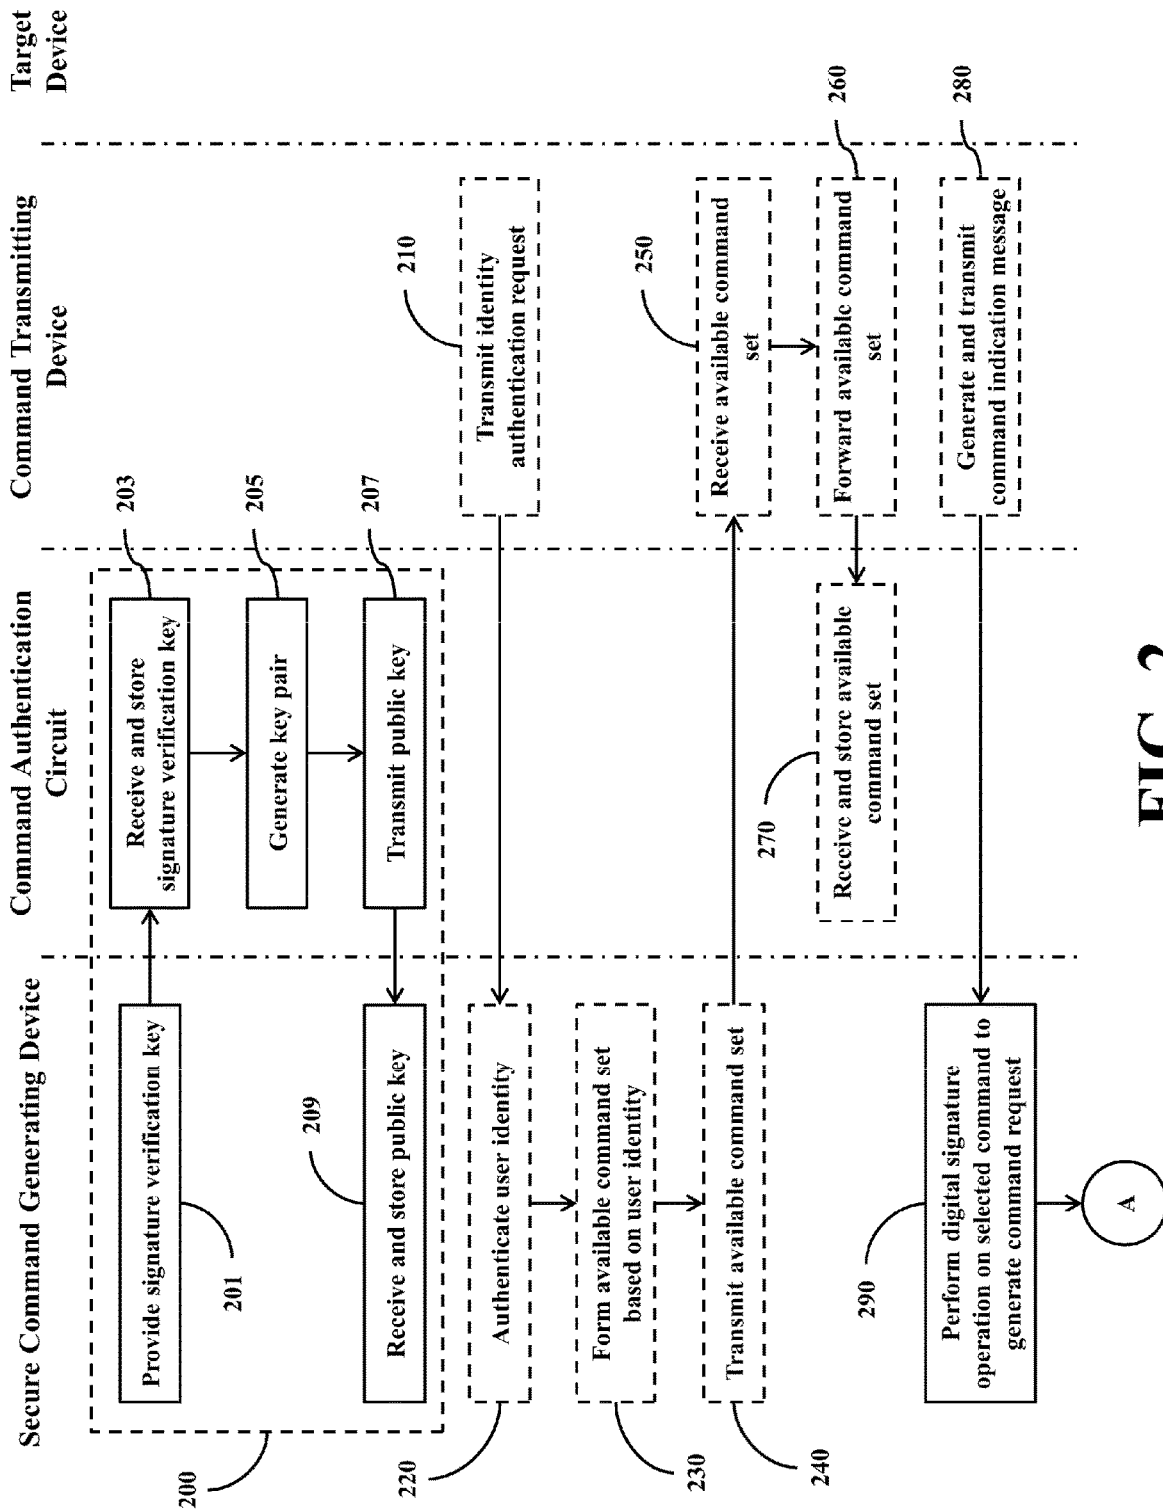 Secure Command Generating Device
Command Authentication
Circuit
Command Transmitting
Device
Target
Device
200
Provide signature verification key
201
Receive and store
signature verification key
203
Generate key pair
205
Transmit public key
207
Receive and store public key
209
Transmit identity
authentication request
210
Authenticate user identity
220
Form available command set
based on user identity
230
Transmit available command set
240
Receive available command
set
250
Forward available command
set
260
Receive and store available
command set
270
Generate and transmit
command indication message
280
Perform digital signature
operation on selected command to
generate command request
290
A
FIG. 2